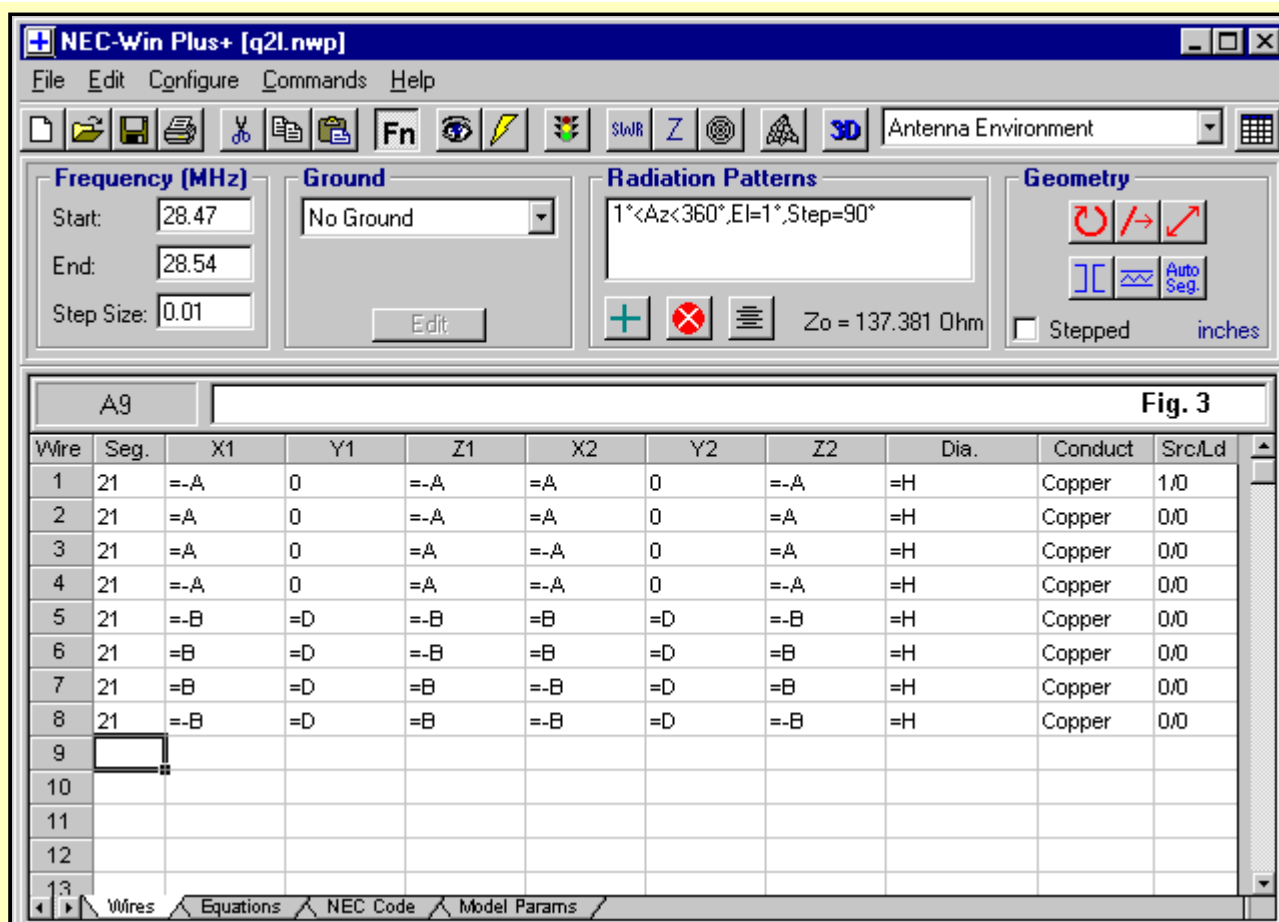 NEC-Win Plus+ [q2l.nwp]
File Edit Configure Commands Help
Fn SWR Z 3D Antenna Environment
Frequency (MHz)
Start: 28.47
End: 28.54
Step Size: 0.01
Ground
No Ground
Edit
Radiation Patterns
1°<Az<360°,El=1°,Step=90°
Zo = 137.381 Ohm
Geometry
Auto Seg.
Stepped inches
A9 Fig. 3
Wire Seg. X1 Y1 Z1 X2 Y2 Z2 Dia. Conduct Src/Ld
1 21 =-A 0 =-A =A 0 =-A =H Copper 1/0
2 21 =A 0 =-A =A 0 =A =H Copper 0/0
3 21 =A 0 =A =-A 0 =A =H Copper 0/0
4 21 =-A 0 =A =-A 0 =-A =H Copper 0/0
5 21 =-B =D =-B =B =D =-B =H Copper 0/0
6 21 =B =D =-B =B =D =B =H Copper 0/0
7 21 =B =D =B =-B =D =B =H Copper 0/0
8 21 =-B =D =B =-B =D =-B =H Copper 0/0
9
10
11
12
13
Wires Equations NEC Code Model Params